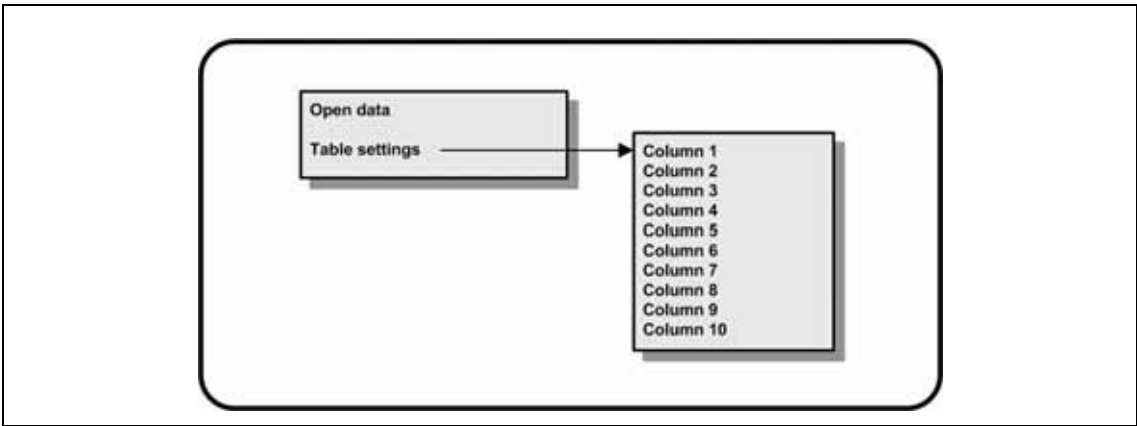 Open data
Table settings
Column 1
Column 2
Column 3
Column 4
Column 5
Column 6
Column 7
Column 8
Column 9
Column 10